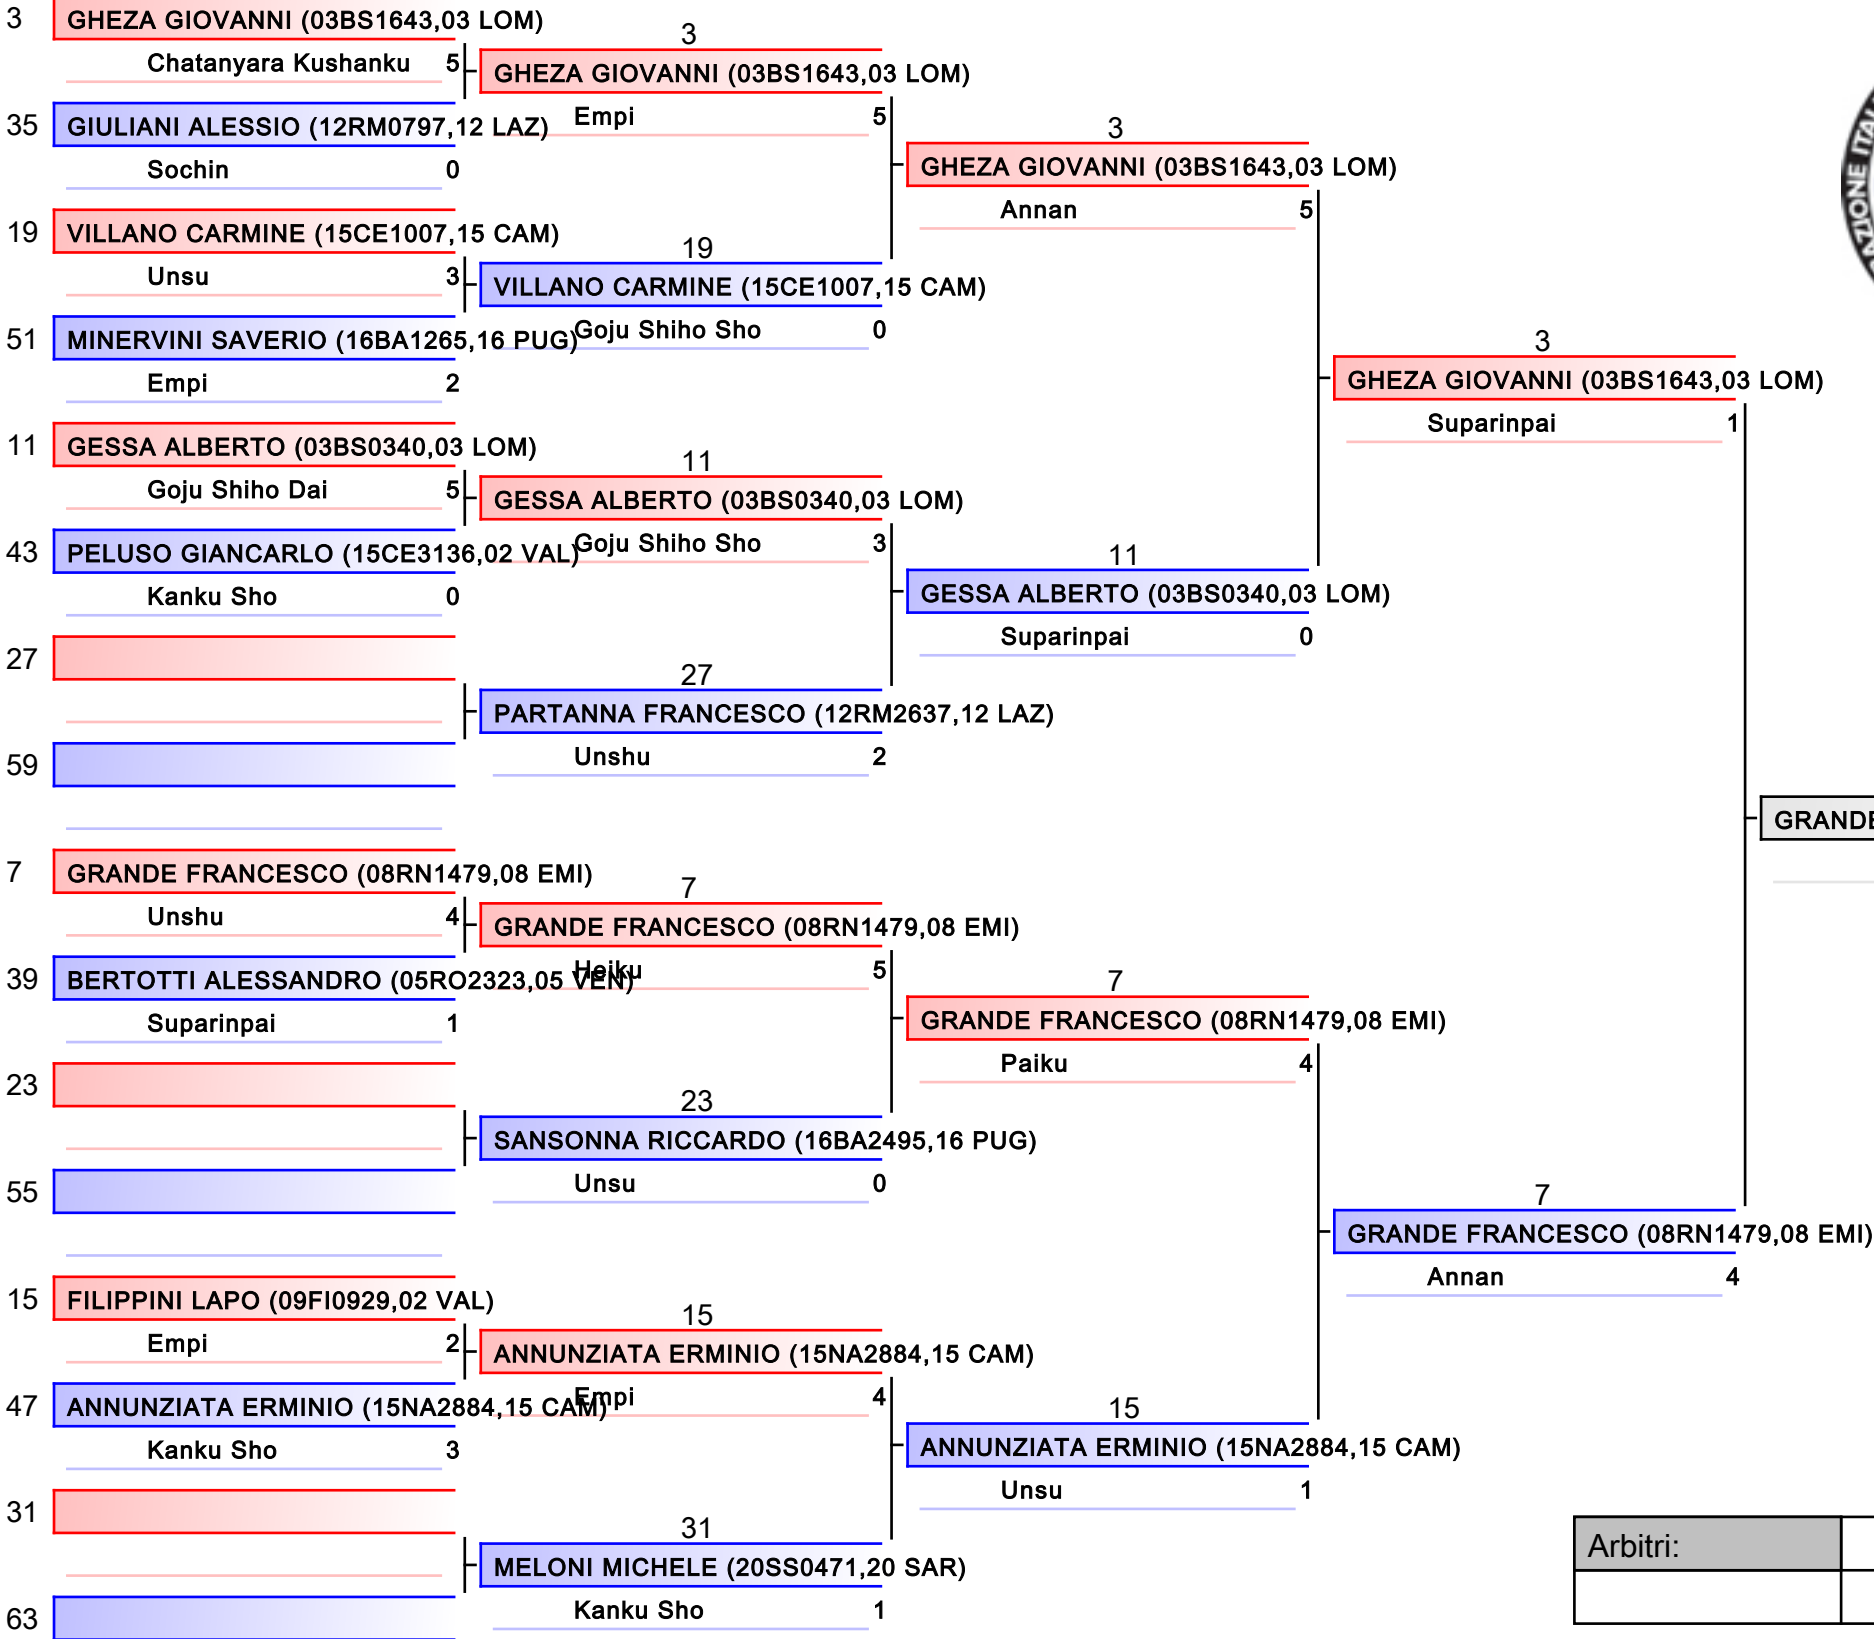 3
GHEZA GIOVANNI (03BS1643,03 LOM)
Chatanyara Kushanku 5
35
GIULIANI ALESSIO (12RM0797,12 LAZ)
Sochin 0
19
VILLANO CARMINE (15CE1007,15 CAM)
Unsu 3
51
MINERVINI SAVERIO (16BA1265,16 PUG)
Empi 2
11
GESSA ALBERTO (03BS0340,03 LOM)
Goju Shiho Dai 5
43
PELUSO GIANCARLO (15CE3136,02 VAL)
Kanku Sho 0
27
59
7
GRANDE FRANCESCO (08RN1479,08 EMI)
Unshu 4
39
BERTOTTI ALESSANDRO (05RO2323,05 VEN)
Suparinpai 1
23
55
15
FILIPPINI LAPO (09FI0929,02 VAL)
Empi 2
47
ANNUNZIATA ERMINIO (15NA2884,15 CAM)
Kanku Sho 3
31
63
3
GHEZA GIOVANNI (03BS1643,03 LOM)
Empi 5
19
VILLANO CARMINE (15CE1007,15 CAM)
Goju Shiho Sho 0
11
GESSA ALBERTO (03BS0340,03 LOM)
Goju Shiho Sho 3
27
PARTANNA FRANCESCO (12RM2637,12 LAZ)
Unshu 2
7
GRANDE FRANCESCO (08RN1479,08 EMI)
Heiku 5
23
SANSONNA RICCARDO (16BA2495,16 PUG)
Unsu 0
15
ANNUNZIATA ERMINIO (15NA2884,15 CAM)
Empi 4
31
MELONI MICHELE (20SS0471,20 SAR)
Kanku Sho 1
3
GHEZA GIOVANNI (03BS1643,03 LOM)
Annan 5
11
GESSA ALBERTO (03BS0340,03 LOM)
Suparinpai 0
7
GRANDE FRANCESCO (08RN1479,08 EMI)
Paiku 4
15
ANNUNZIATA ERMINIO (15NA2884,15 CAM)
Unsu 1
3
GHEZA GIOVANNI (03BS1643,03 LOM)
Suparinpai 1
7
GRANDE FRANCESCO (08RN1479,08 EMI)
Annan 4
GRANDE
Arbitri: